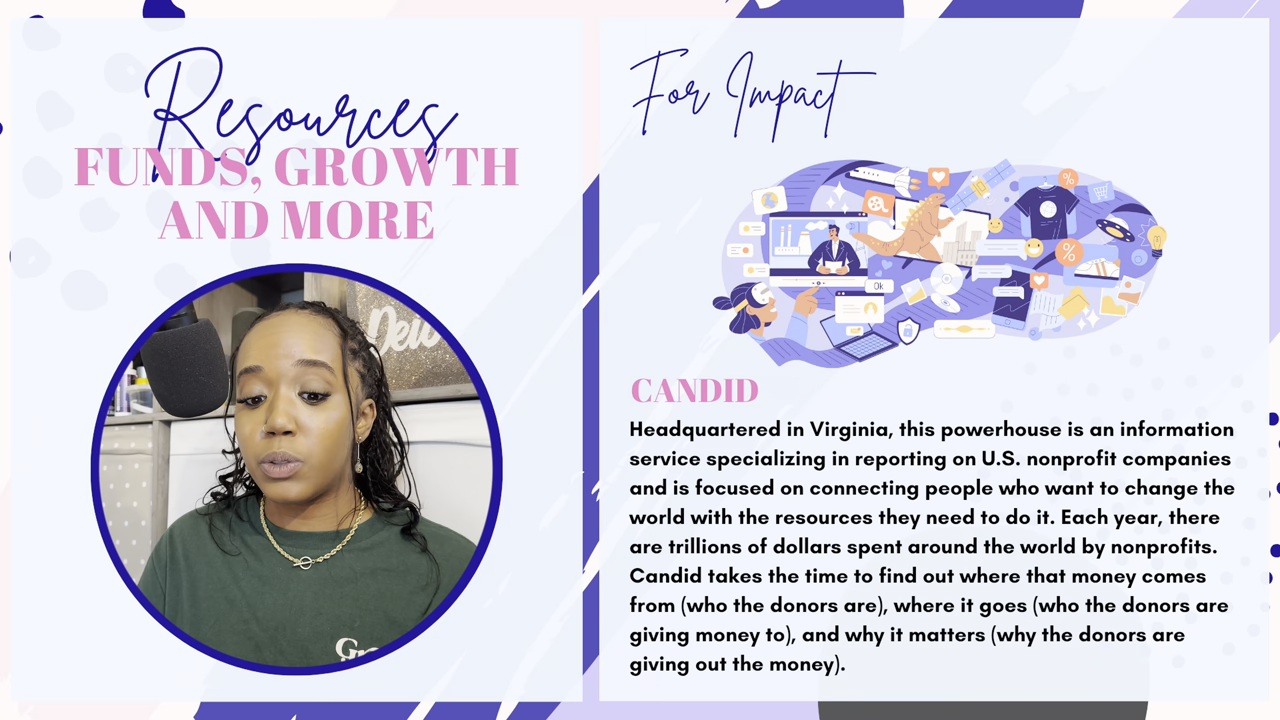 Resources
FUNDS, GROWTH
AND MORE
For Impact
Ok
CANDID
Headquartered in Virginia, this powerhouse is an information
service specializing in reporting on U.S. nonprofit companies
and is focused on connecting people who want to change the
world with the resources they need to do it. Each year, there
are trillions of dollars spent around the world by nonprofits.
Candid takes the time to find out where that money comes
from (who the donors are), where it goes (who the donors are
giving money to), and why it matters (why the donors are
giving out the money).